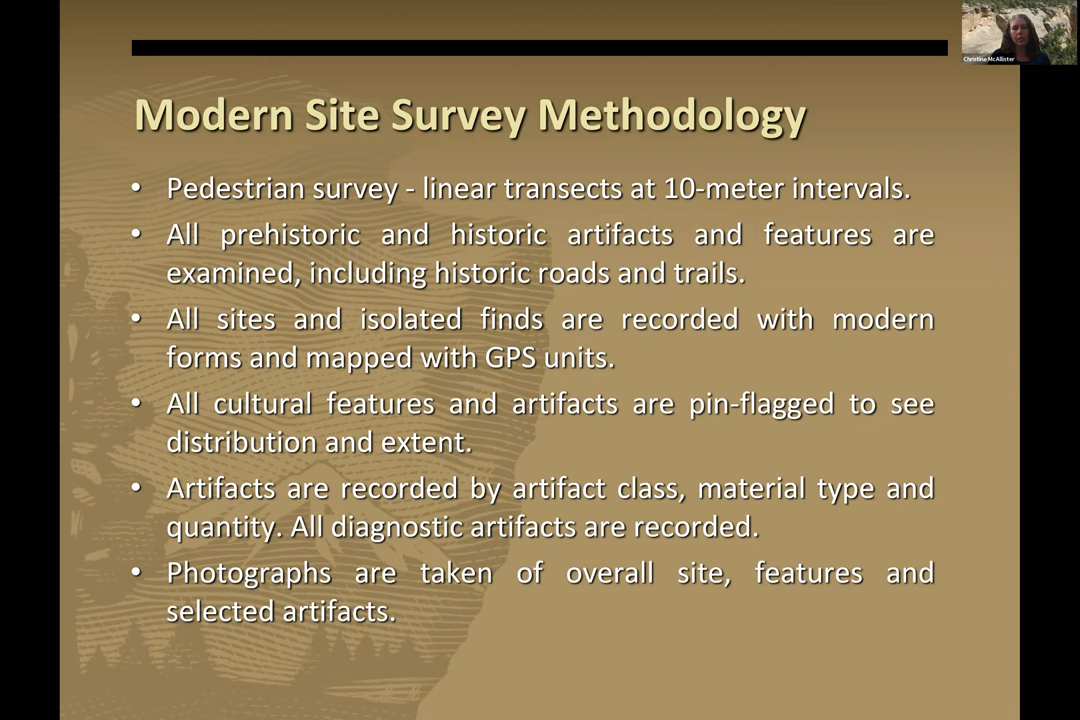 Christine McAllister
Modern Site Survey Methodology
• Pedestrian survey - linear transects at 10-meter intervals.
• All prehistoric and historic artifacts and features are
examined, including historic roads and trails.
• All sites and isolated finds are recorded with modern
forms and mapped with GPS units.
• All cultural features and artifacts are pin-flagged to see
distribution and extent.
• Artifacts are recorded by artifact class, material type and
quantity. All diagnostic artifacts are recorded.
• Photographs are taken of overall site, features and
selected artifacts.